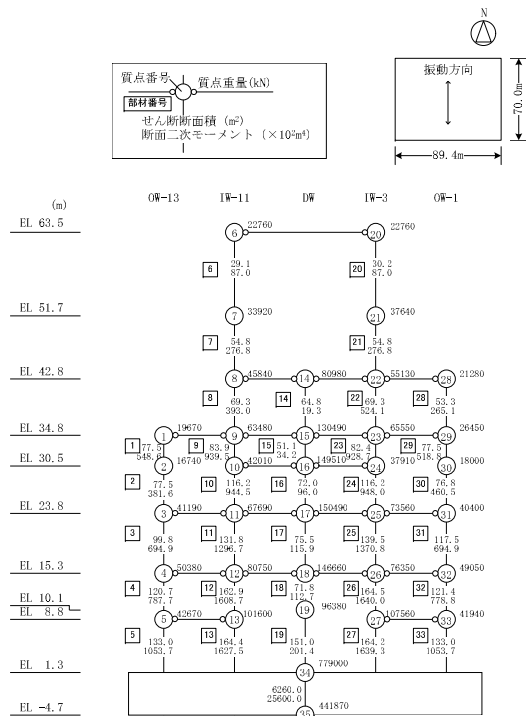 N
質点番号
質点重量(kN)
部材番号
せん断断面積 (m²)
断面二次モーメント (×10²m⁴)
振動方向
70.0m
89.4m
(m)
OW-13 IW-11 DW IW-3 OW-1
EL 63.5
6 22760 20 22760
6 29.1 20 30.2
87.0 87.0
EL 51.7
7 33920 21 37640
7 54.8 21 54.8
276.8 276.8
EL 42.8
8 45840 14 80980 22 55130 28 21280
8 69.3 14 64.8 22 69.3 28 53.3
393.0 19.3 524.1 265.1
EL 34.8
1 19670 9 63480 15 130490 23 65550 29 26450
1 77.5 9 83.9 15 51.1 23 82.4 29 77.5
548.6 939.5 34.2 928.7 518.8
EL 30.5
2 16740 10 42010 16 149510 24 37910 30 18000
2 77.5 10 116.2 16 72.0 24 116.2 30 76.8
381.6 944.5 96.0 948.0 460.5
EL 23.8
3 41190 11 67690 17 150490 25 73560 31 40400
3 99.8 11 131.8 17 75.5 25 139.5 31 117.5
694.9 1296.7 115.9 1370.8 694.9
EL 15.3
4 50380 12 80750 18 146660 26 76350 32 49050
4 120.7 12 162.9 18 71.8 26 164.5 32 121.4
787.7 1608.7 112.7 1640.0 778.8
EL 10.1
19 96380
EL 8.8
5 42670 13 101600 27 107560 33 41940
5 133.0 13 164.4 19 151.0 27 164.2 33 133.0
1053.7 1627.5 201.4 1639.3 1053.7
EL 1.3
34 779000
6260.0
25600.0
EL -4.7
35 441870